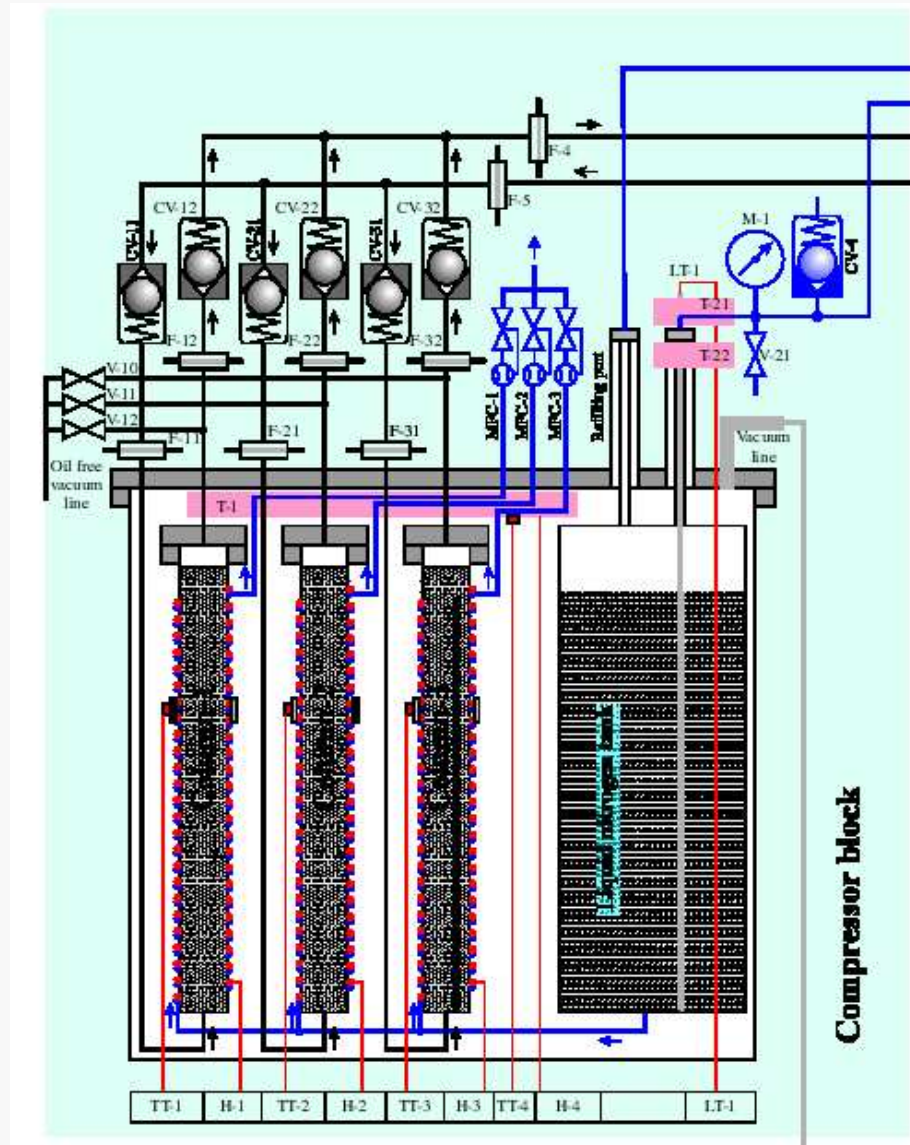 F-4
F-5
CV-12
CV-22
CV-32
M-1
CV-11
CV-21
CV-31
CV-4
LT-1
T-21
F-12
F-22
F-32
T-22
V-21
V-10
V-11
V-12
MFC-1
MFC-2
MFC-3
Refilling port
F-11
F-21
F-31
Oil free
vacuum
line
Vacuum
line
T-1
Compressor block
TT-1
H-1
TT-2
H-2
TT-3
H-3
TT-4
H-4
LT-1